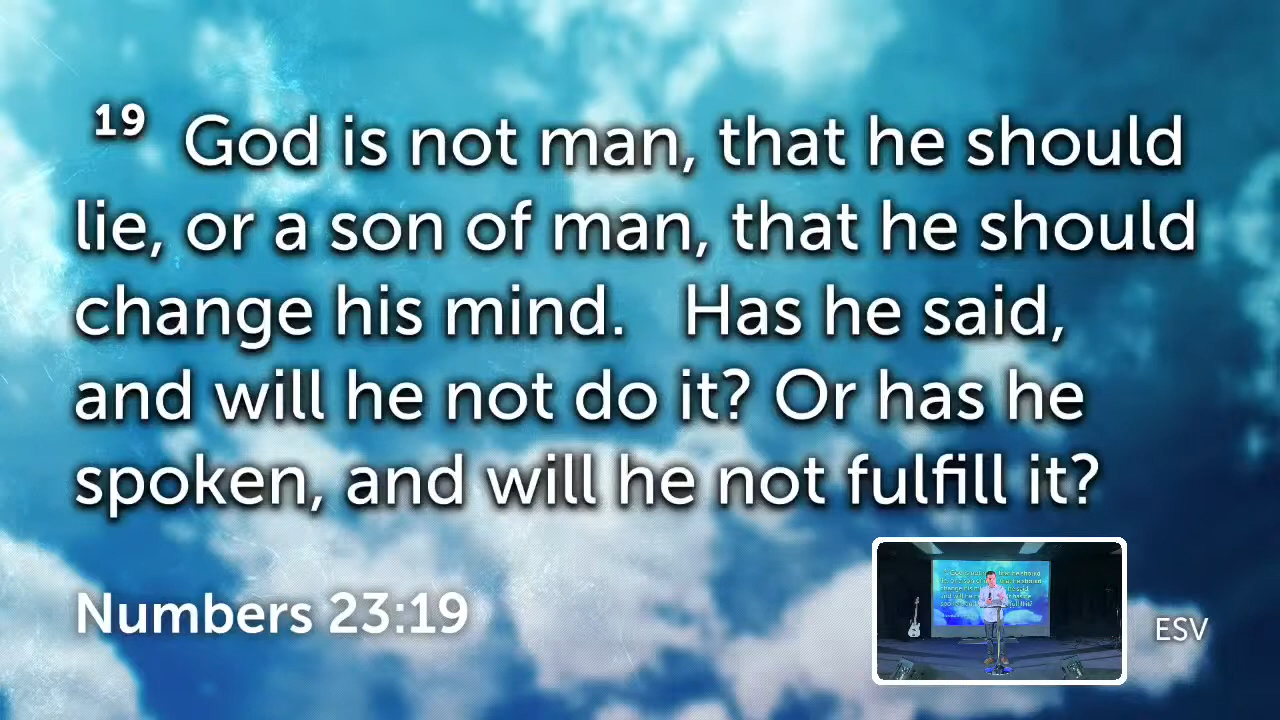 19 God is not man, that he should
lie, or a son of man, that he should
change his mind. Has he said,
and will he not do it? Or has he
spoken, and will he not fulfill it?
Numbers 23:19
ESV